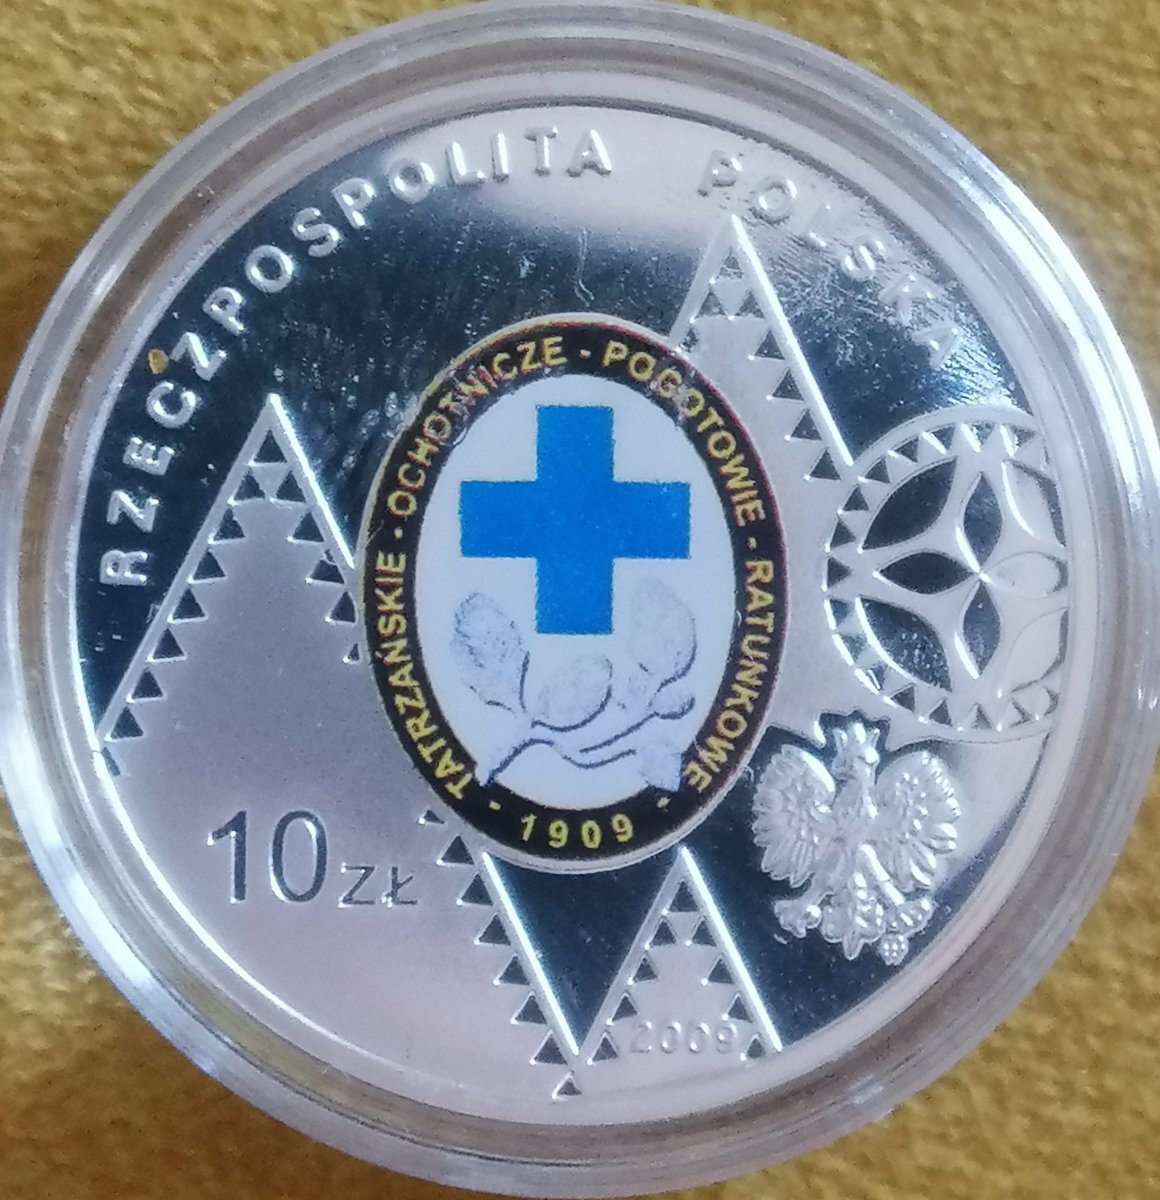 RZECZPOSPOLITA POLSKA
- TATRZAŃSKIE - OCHOTNICZE - POGOTOWIE - RATUNKOWE -
1909
10 ZŁ
2009